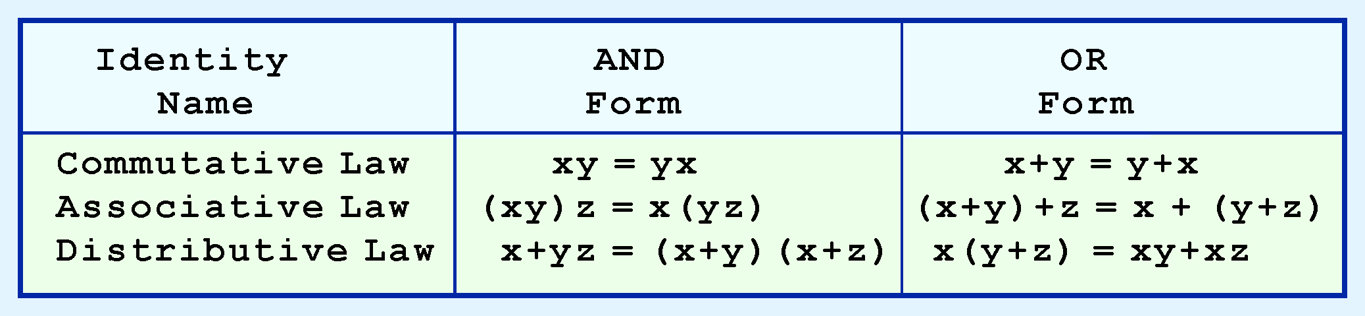 Identity Name AND Form OR Form
Commutative Law xy = yx x+y = y+x
Associative Law (xy)z = x(yz) (x+y)+z = x + (y+z)
Distributive Law x+yz = (x+y)(x+z) x(y+z) = xy+xz